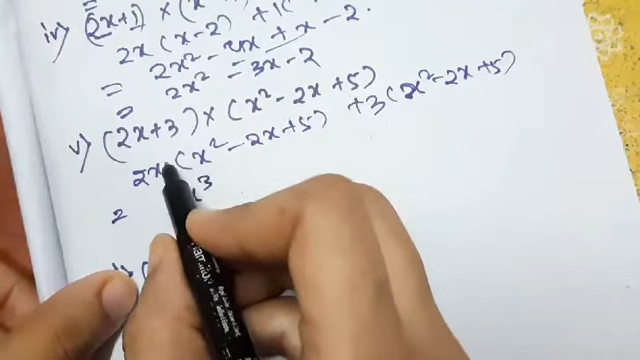 iv) (2x+1) × (x
2x(x-2) +1(
= 2x² - 4x + x - 2
= 2x² = 3x - 2
v) (2x+3) × (x² - 2x + 5)
2x(x² - 2x + 5) +3(x² - 2x + 5)
2 x³